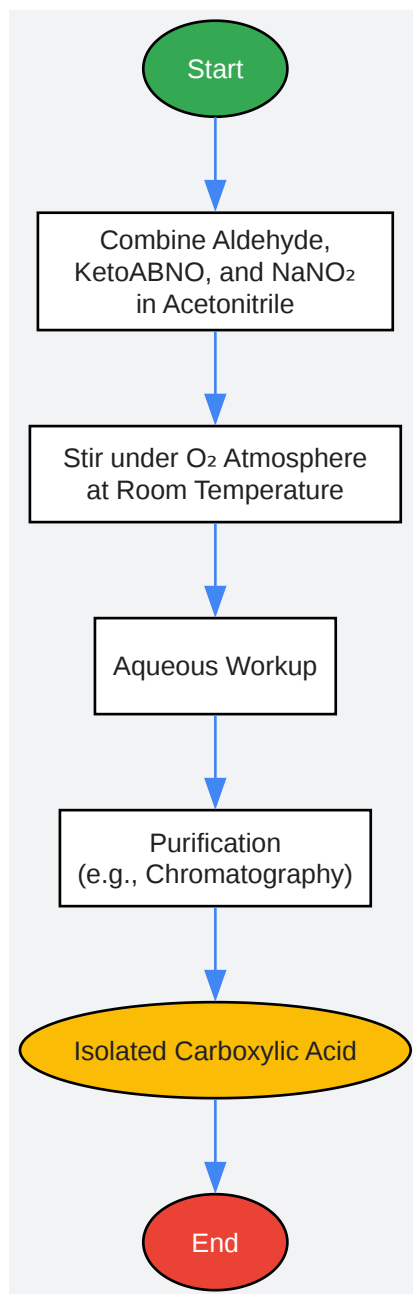 Start
Combine Aldehyde,
KetoABNO, and NaNO₂
in Acetonitrile
Stir under O₂ Atmosphere
at Room Temperature
Aqueous Workup
Purification
(e.g., Chromatography)
Isolated Carboxylic Acid
End